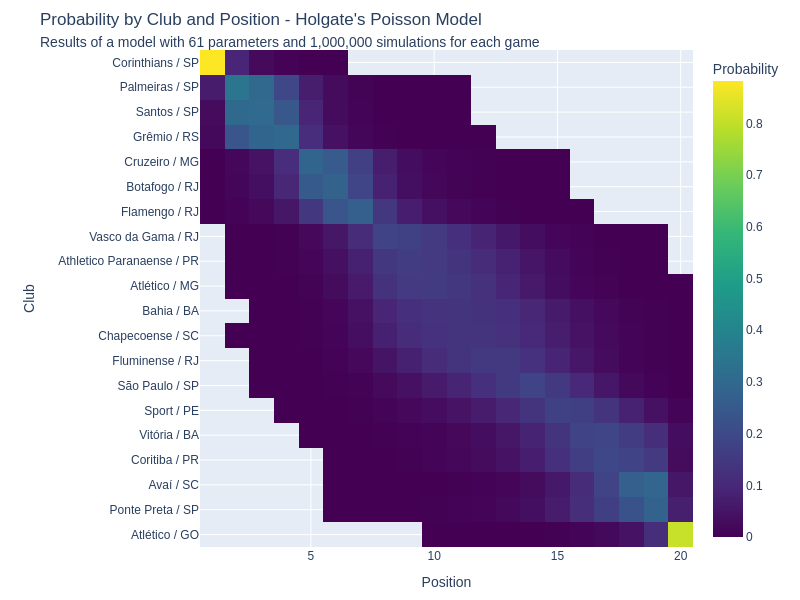 Probability by Club and Position - Holgate's Poisson Model
Results of a model with 61 parameters and 1,000,000 simulations for each game
Corinthians / SP
Palmeiras / SP
Santos / SP
Grêmio / RS
Cruzeiro / MG
Botafogo / RJ
Flamengo / RJ
Vasco da Gama / RJ
Athletico Paranaense / PR
Atlético / MG
Bahia / BA
Chapecoense / SC
Fluminense / RJ
São Paulo / SP
Sport / PE
Vitória / BA
Coritiba / PR
Avaí / SC
Ponte Preta / SP
Atlético / GO
Club
5
10
15
20
Position
Probability
0.8
0.7
0.6
0.5
0.4
0.3
0.2
0.1
0